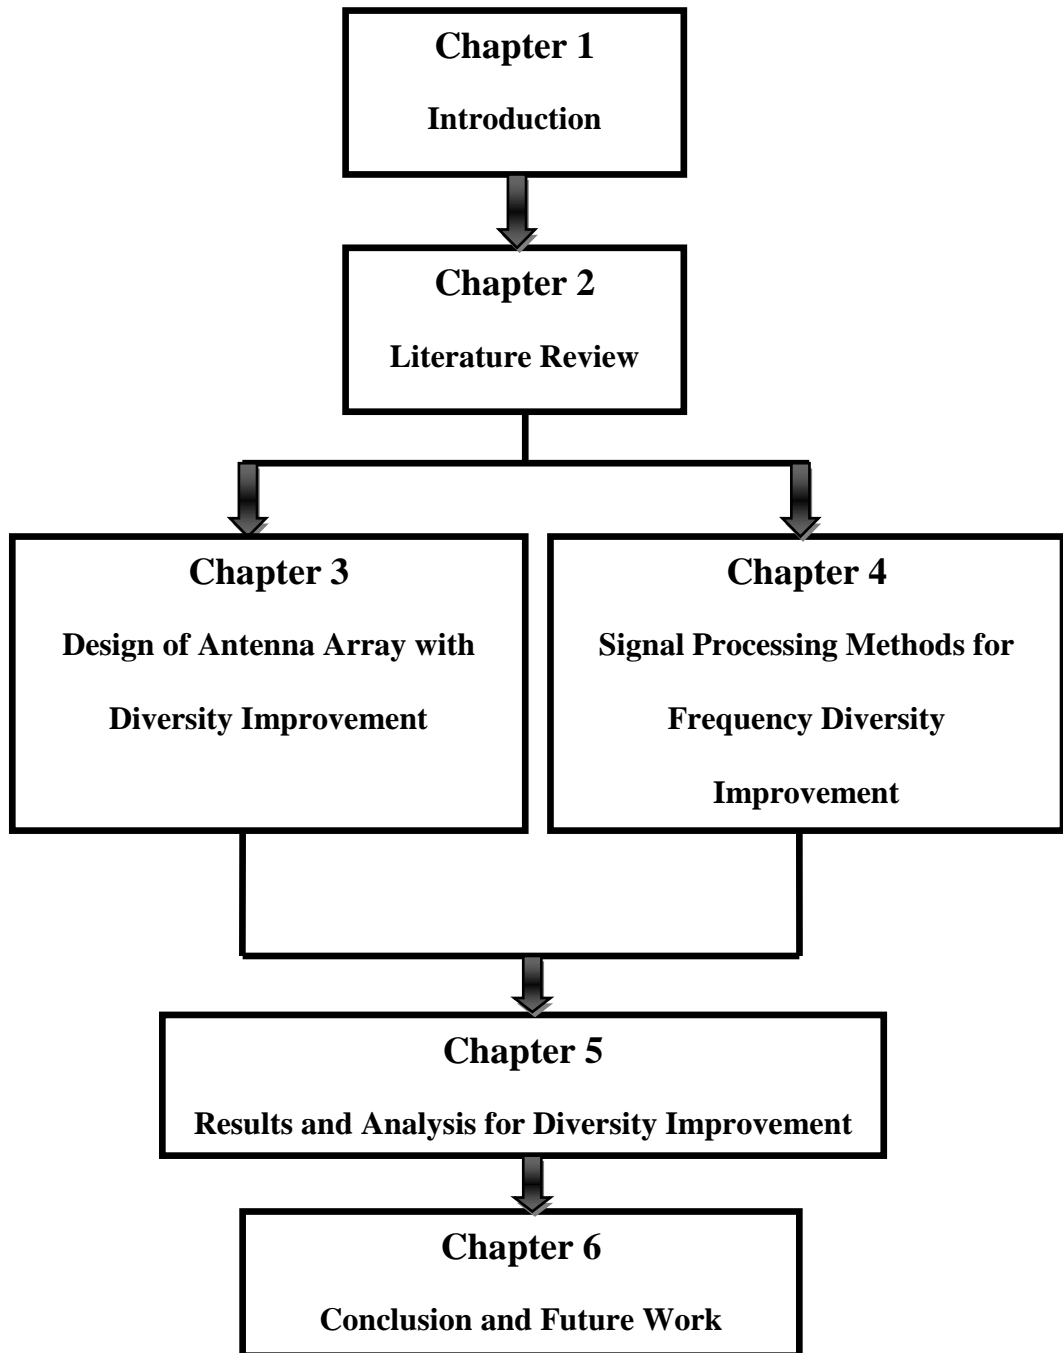 Chapter 1
Introduction
Chapter 2
Literature Review
Chapter 3
Design of Antenna Array with
Diversity Improvement
Chapter 4
Signal Processing Methods for
Frequency Diversity
Improvement
Chapter 5
Results and Analysis for Diversity Improvement
Chapter 6
Conclusion and Future Work